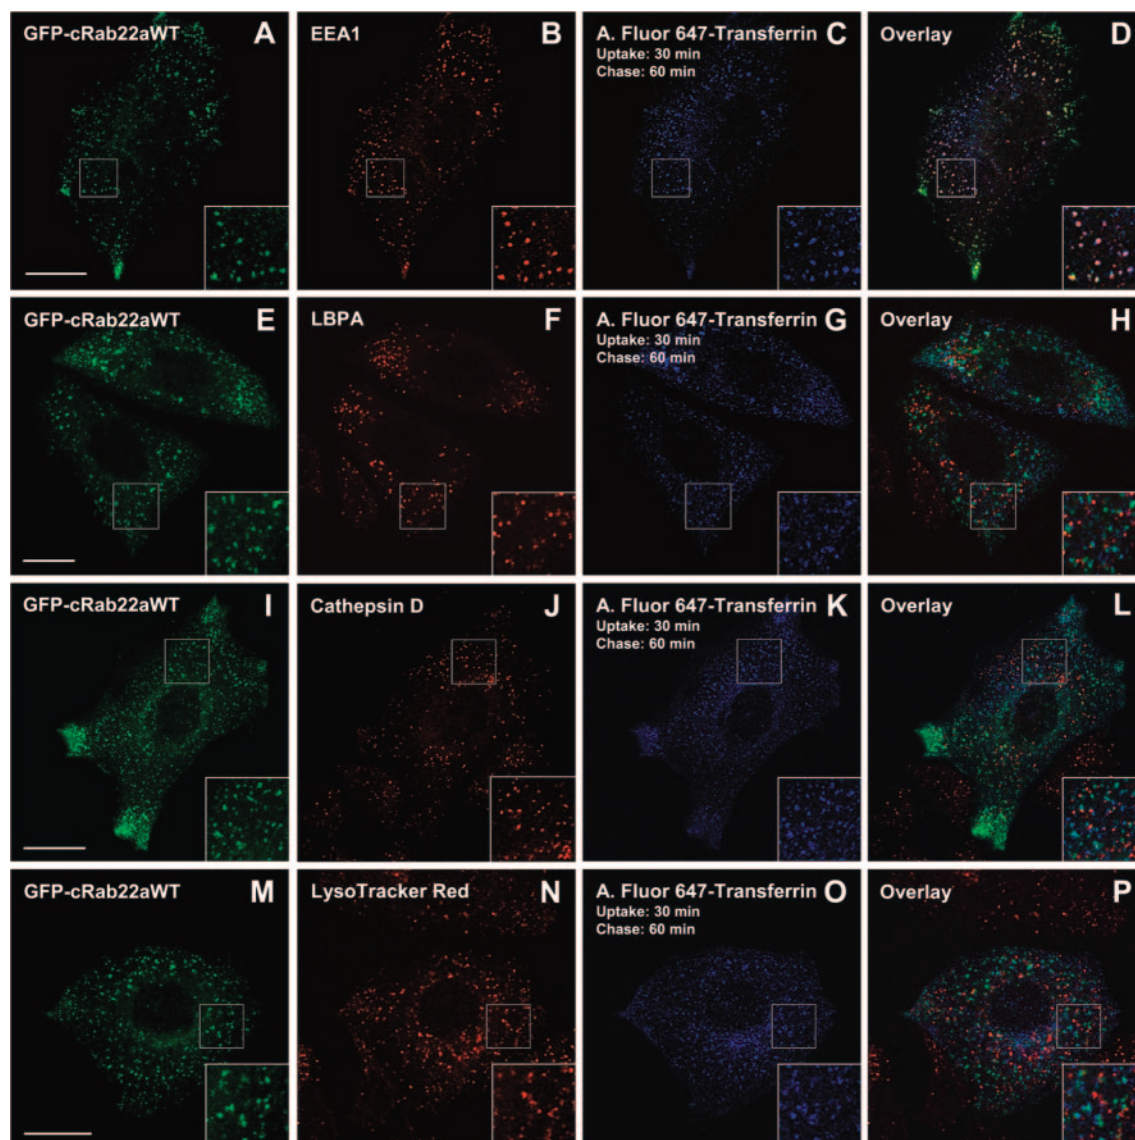 GFP-cRab22aWT A
EEA1 B
A. Fluor 647-Transferrin C
Uptake: 30 min
Chase: 60 min
Overlay D
GFP-cRab22aWT E
LBPA F
A. Fluor 647-Transferrin G
Uptake: 30 min
Chase: 60 min
Overlay H
GFP-cRab22aWT I
Cathepsin D J
A. Fluor 647-Transferrin K
Uptake: 30 min
Chase: 60 min
Overlay L
GFP-cRab22aWT M
LysoTracker Red N
A. Fluor 647-Transferrin O
Uptake: 30 min
Chase: 60 min
Overlay P